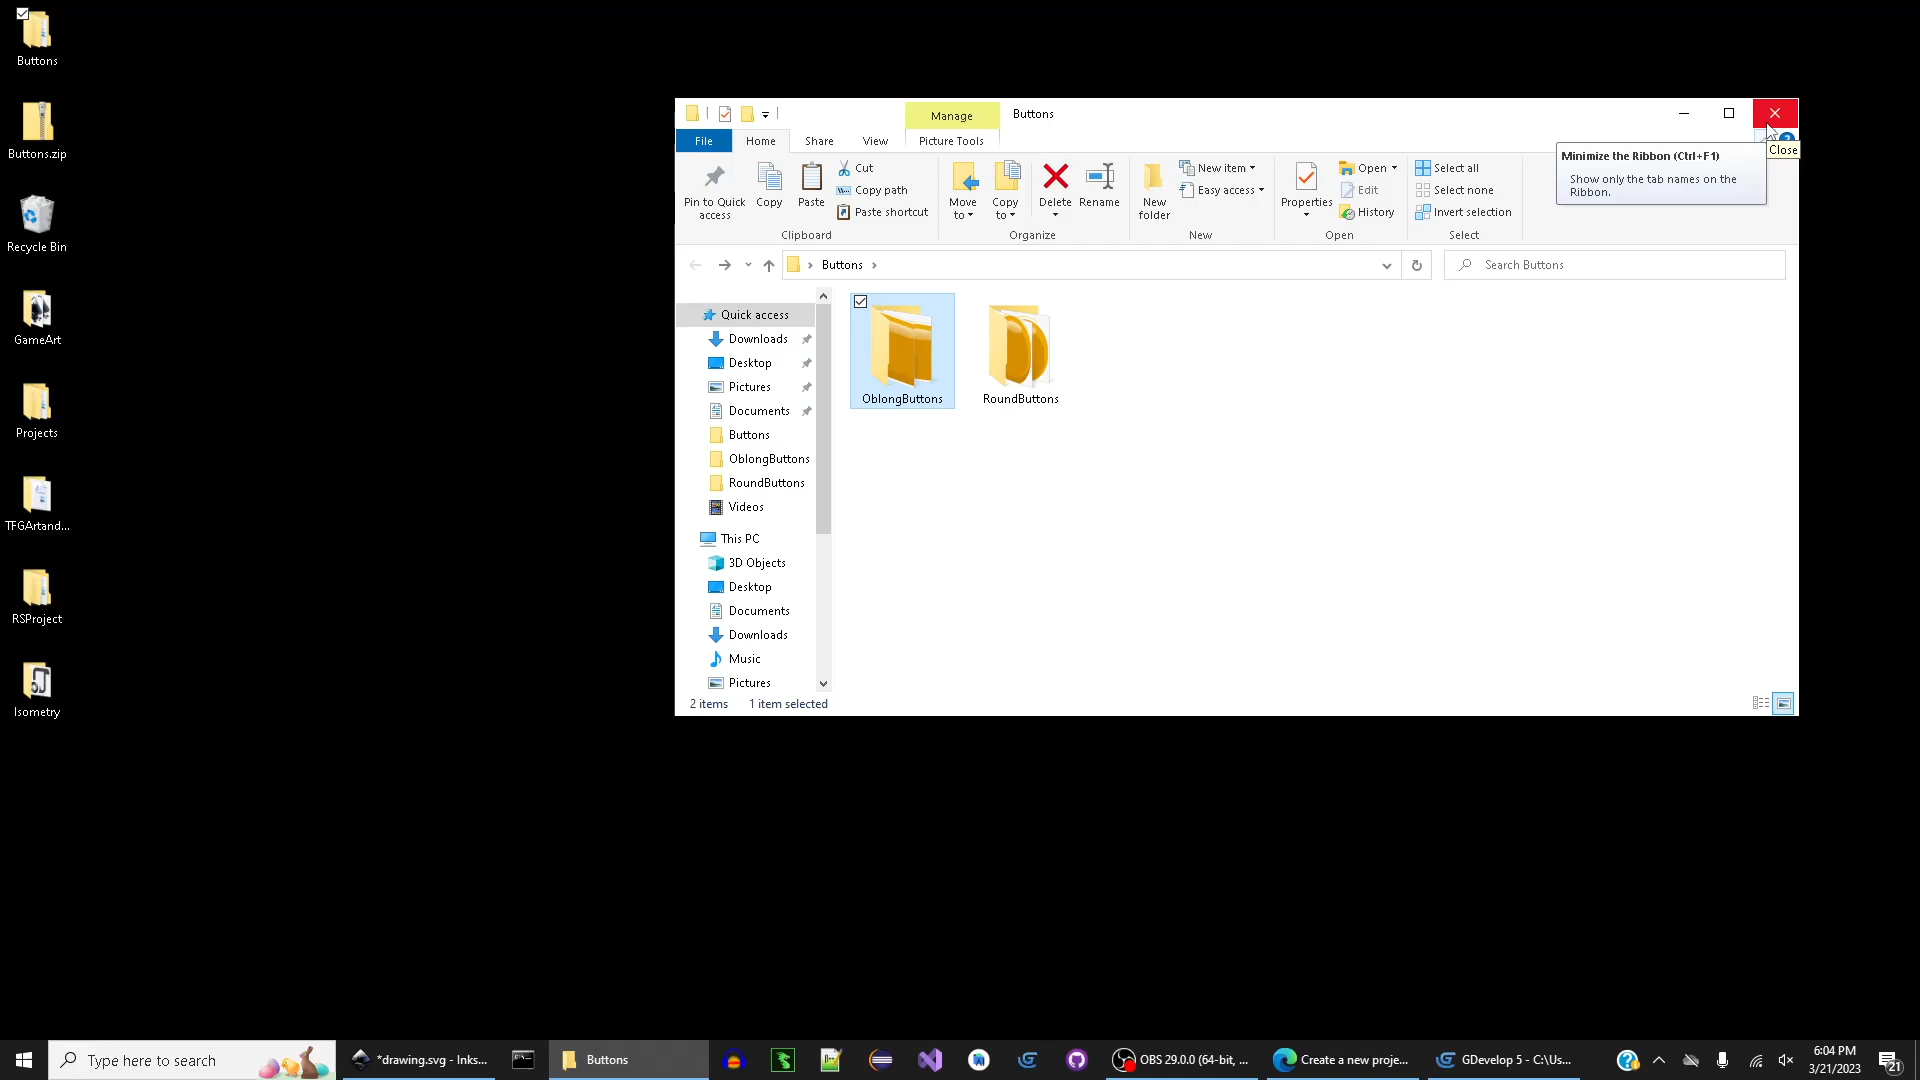 Buttons
Buttons.zip
Recycle Bin
GameArt
Projects
TFGArtand...
RSProject
Isometry
Manage
Buttons
File
Home
Share
View
Picture Tools
Close
Minimize the Ribbon (Ctrl+F1)
Show only the tab names on the
Ribbon.
Pin to Quick
access
Copy
Paste
Cut
Copy path
Paste shortcut
Clipboard
Move
to
Copy
to
Delete
Rename
Organize
New
folder
New item
Easy access
New
Properties
Open
Edit
History
Open
Select all
Select none
Invert selection
Select
Buttons
Search Buttons
Quick access
Downloads
Desktop
Pictures
Documents
Buttons
OblongButtons
RoundButtons
Videos
This PC
3D Objects
Desktop
Documents
Downloads
Music
Pictures
OblongButtons
RoundButtons
2 items
1 item selected
Type here to search
*drawing.svg - Inks...
Buttons
OBS 29.0.0 (64-bit, ...
Create a new proje...
GDevelop 5 - C:\Us...
6:04 PM
3/21/2023
21